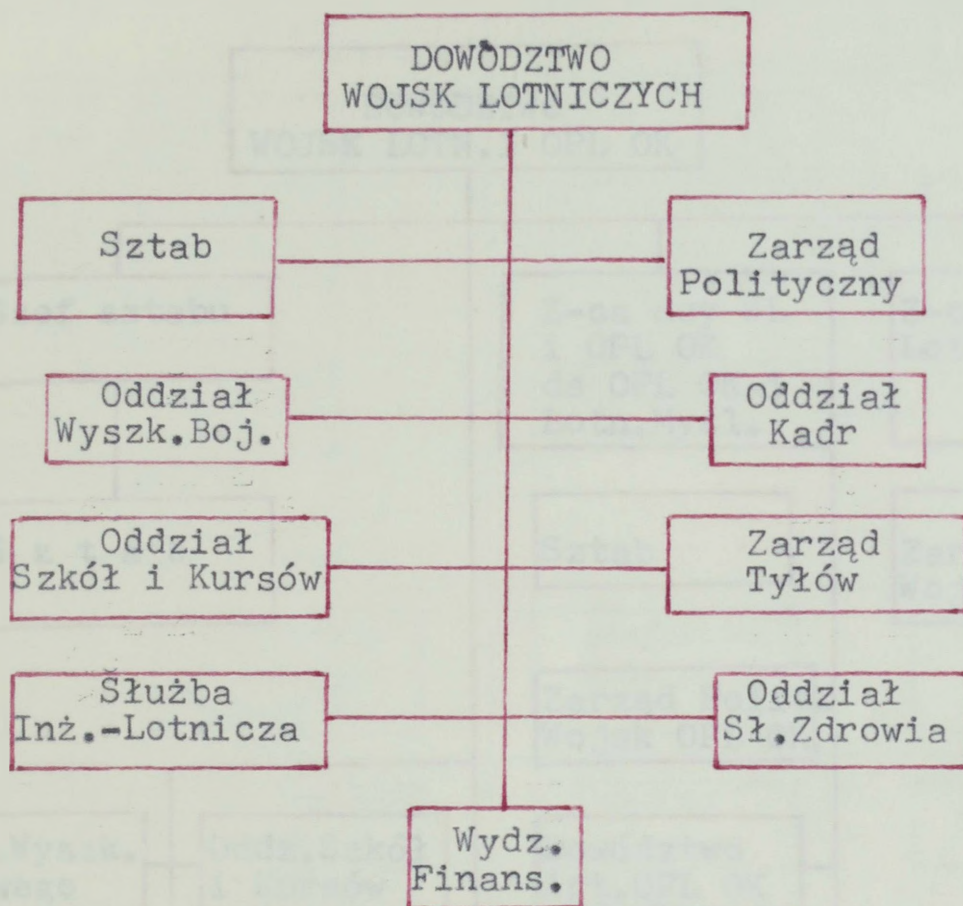 DOWÓDZTWO
WOJSK LOTNICZYCH
Sztab
Zarząd
Polityczny
Oddział
Wyszk.Boj.
Oddział
Kadr
Oddział
Szkół i Kursów
Zarząd
Tyłów
Służba
Inż.-Lotnicza
Oddział
Sł.Zdrowia
Wydz.
Finans.